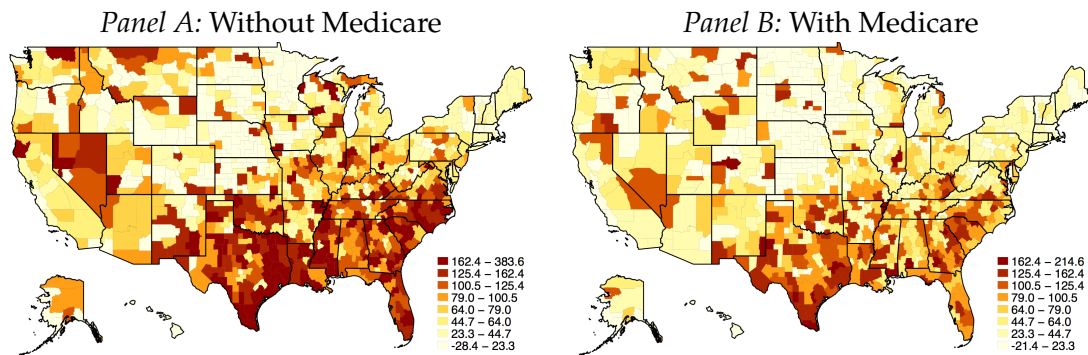 Panel A: Without Medicare
Panel B: With Medicare
162.4 – 383.6
125.4 – 162.4
100.5 – 125.4
79.0 – 100.5
64.0 – 79.0
44.7 – 64.0
23.3 – 44.7
-28.4 – 23.3
162.4 – 214.6
125.4 – 162.4
100.5 – 125.4
79.0 – 100.5
64.0 – 79.0
44.7 – 64.0
23.3 – 44.7
-21.4 – 23.3